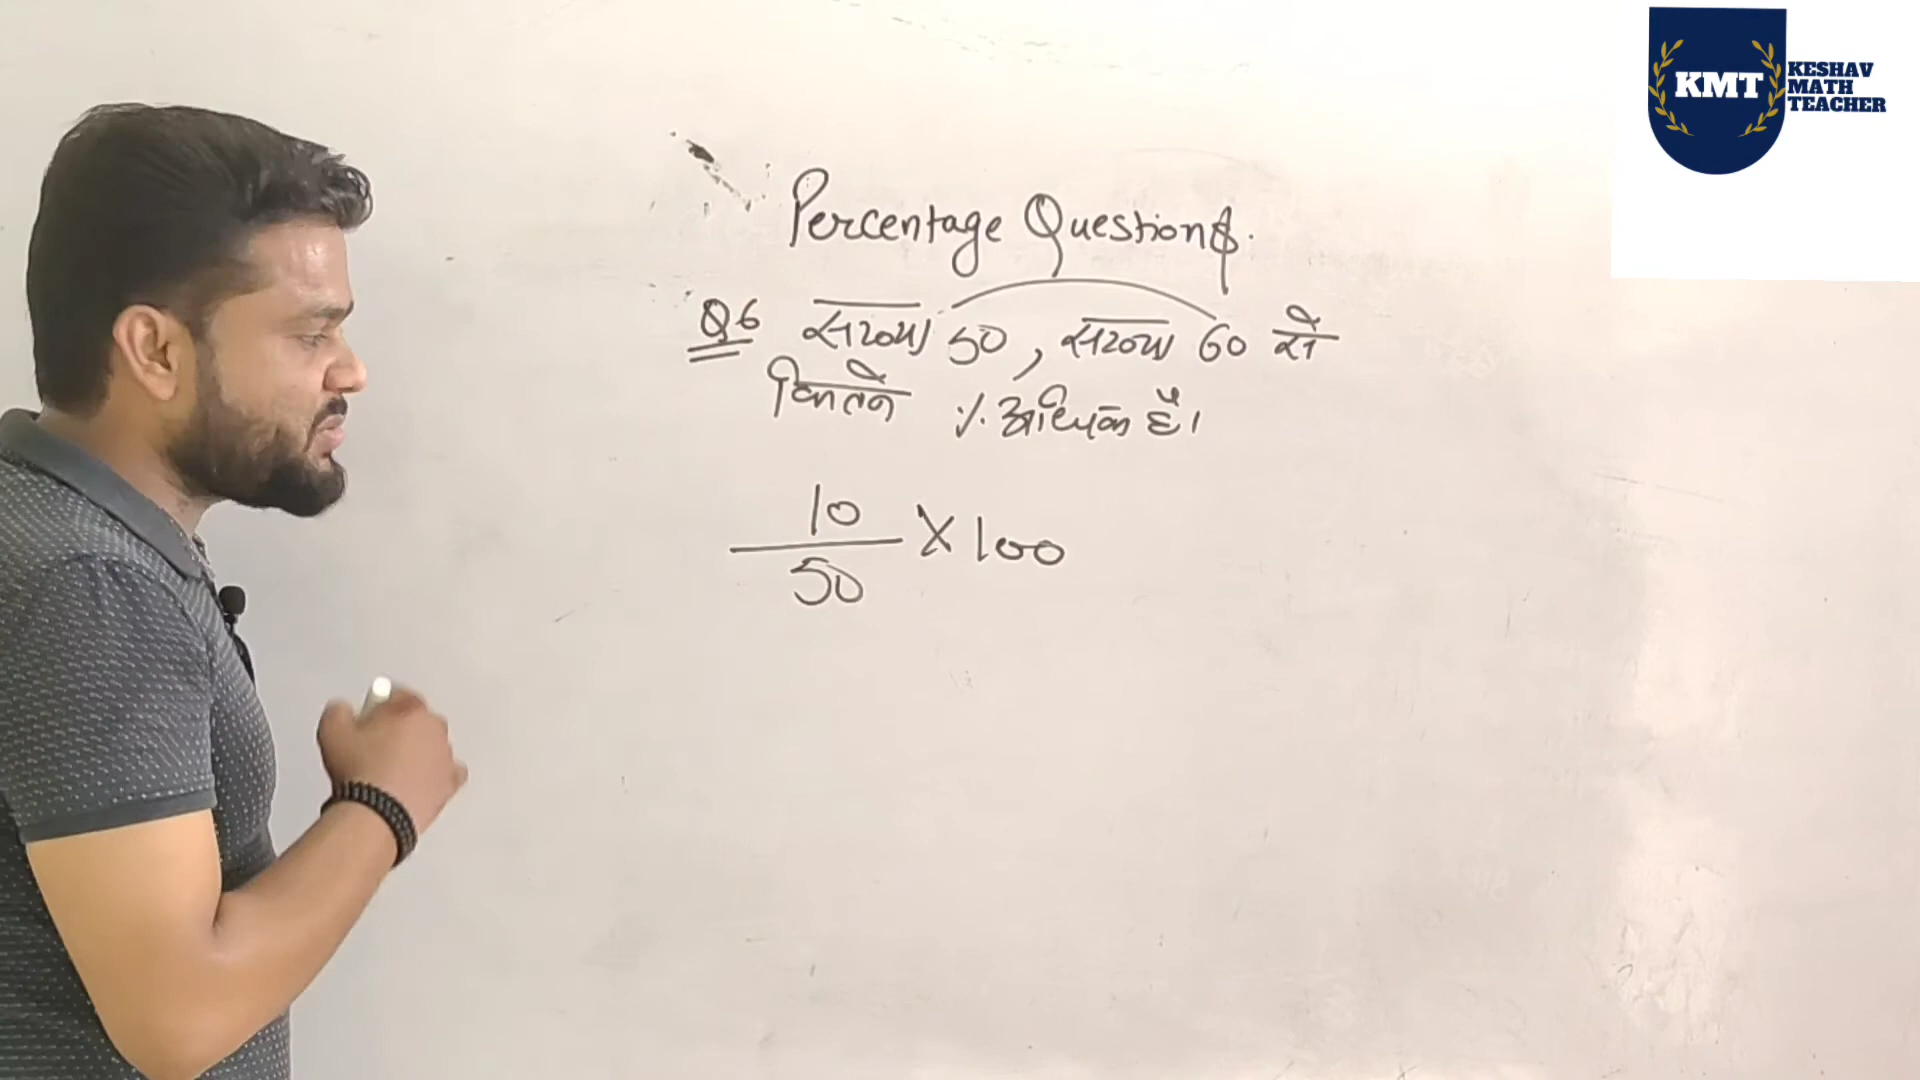 KMT
KESHAV
MATH
TEACHER
Percentage Questions.
Q6 संख्या 50, संख्या 60 से
कितने % अधिक है।
10
50
× 100